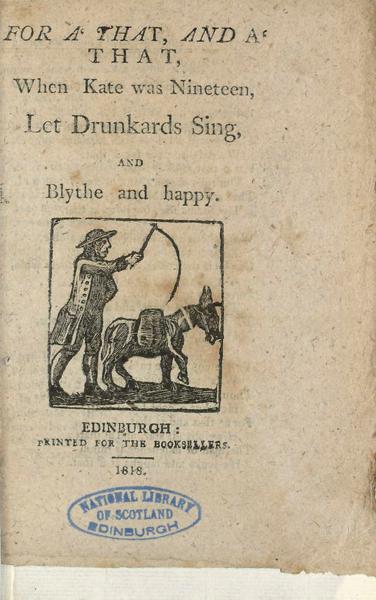 FOR A' THAT, AND A'
THAT,
When Kate was Nineteen,
Let Drunkards Sing,
AND
Blythe and happy.
EDINBURGH:
PRINTED FOR THE BOOKSELLERS.
1818.
NATIONAL LIBRARY
OF SCOTLAND
EDINBURGH